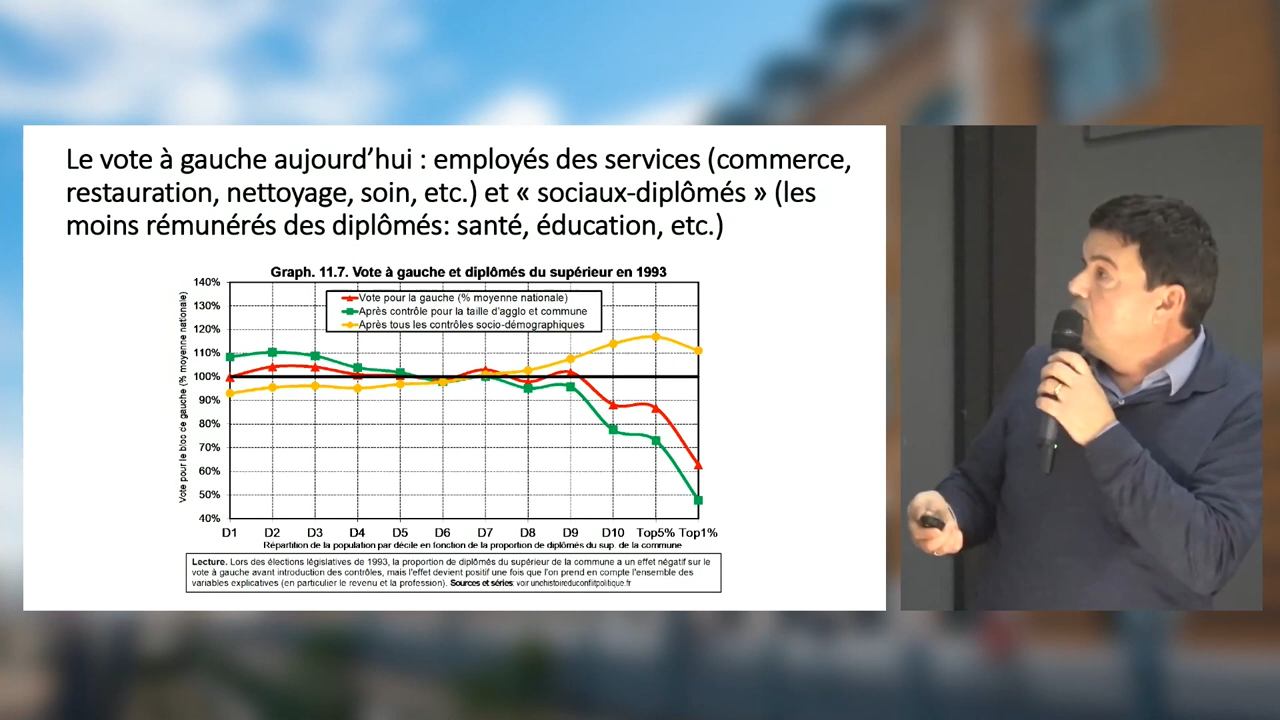 Le vote à gauche aujourd’hui : employés des services (commerce,
restauration, nettoyage, soin, etc.) et « sociaux-diplômés » (les
moins rémunérés des diplômés: santé, éducation, etc.)
Graph. 11.7. Vote à gauche et diplômés du supérieur en 1993
Vote pour le bloc de gauche (% moyenne nationale)
140%
130%
120%
110%
100%
90%
80%
70%
60%
50%
40%
Vote pour la gauche (% moyenne nationale)
Après contrôle pour la taille d'agglo et commune
Après tous les contrôles socio-démographiques
D1 D2 D3 D4 D5 D6 D7 D8 D9 D10 Top5% Top1%
Répartition de la population par décile en fonction de la proportion de diplômés du sup. de la commune
Lecture. Lors des élections législatives de 1993, la proportion de diplômés du supérieur de la commune a un effet négatif sur le
vote à gauche avant introduction des contrôles, mais l'effet devient positif une fois que l'on prend en compte l'ensemble des
variables explicatives (en particulier le revenu et la profession). Sources et séries: voir unehistoireduconflitpolitique.fr